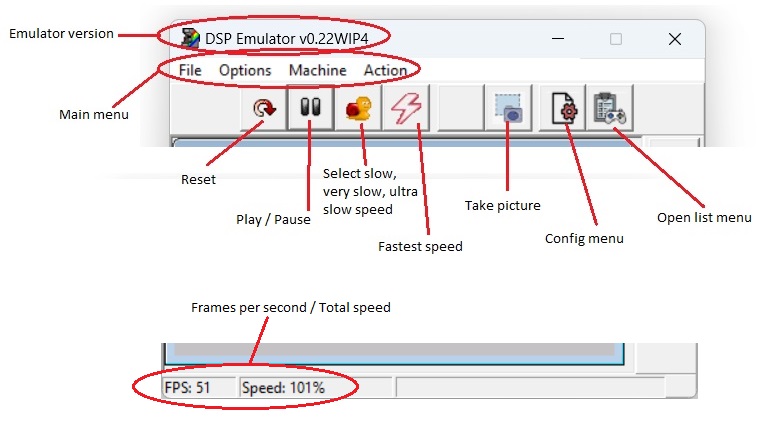 Emulator version
DSP Emulator v0.22WIP4
File Options Machine Action
Main menu
Reset
Play / Pause
Select slow,
very slow, ultra
slow speed
Fastest speed
Take picture
Config menu
Open list menu
Frames per second / Total speed
FPS: 51
Speed: 101%